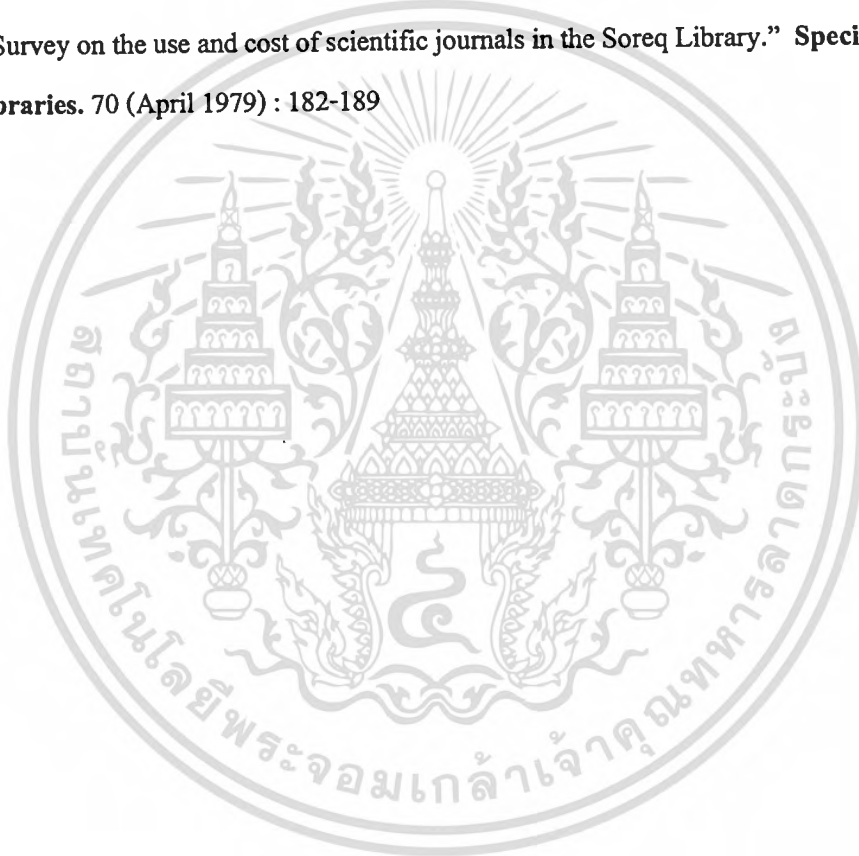 Survey on the use and cost of scientific journals in the Soreq Library.” Speci
braries. 70 (April 1979) : 182-189
สถาบันเทคโนโลยีพระจอมเกล้าเจ้าคุณทหารลาดกระบัง